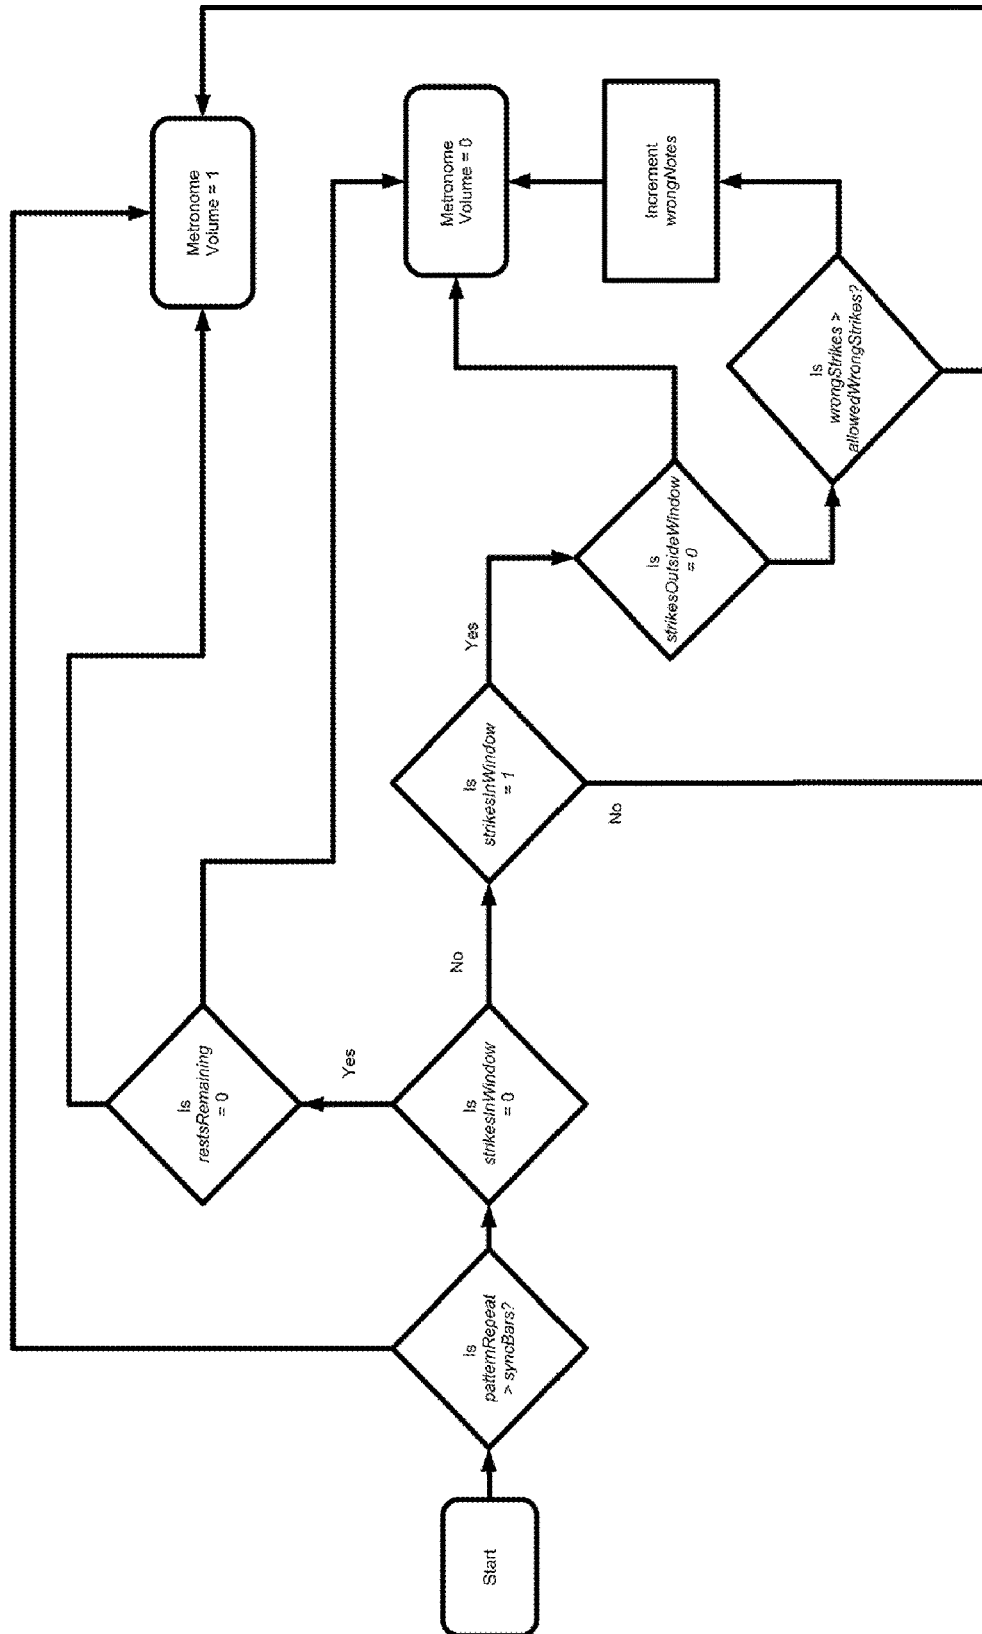 Start
Is
patternRepeat
> syncBars?
Is
strikesInWindow
= 0
Yes
No
Is
restsRemaining
= 0
Is
strikesInWindow
= 1
Yes
No
Is
strikesOutsideWindow
= 0
Is
wrongStrikes >
allowedWrongStrikes?
Increment
wrongNotes
Metronome
Volume = 0
Metronome
Volume = 1